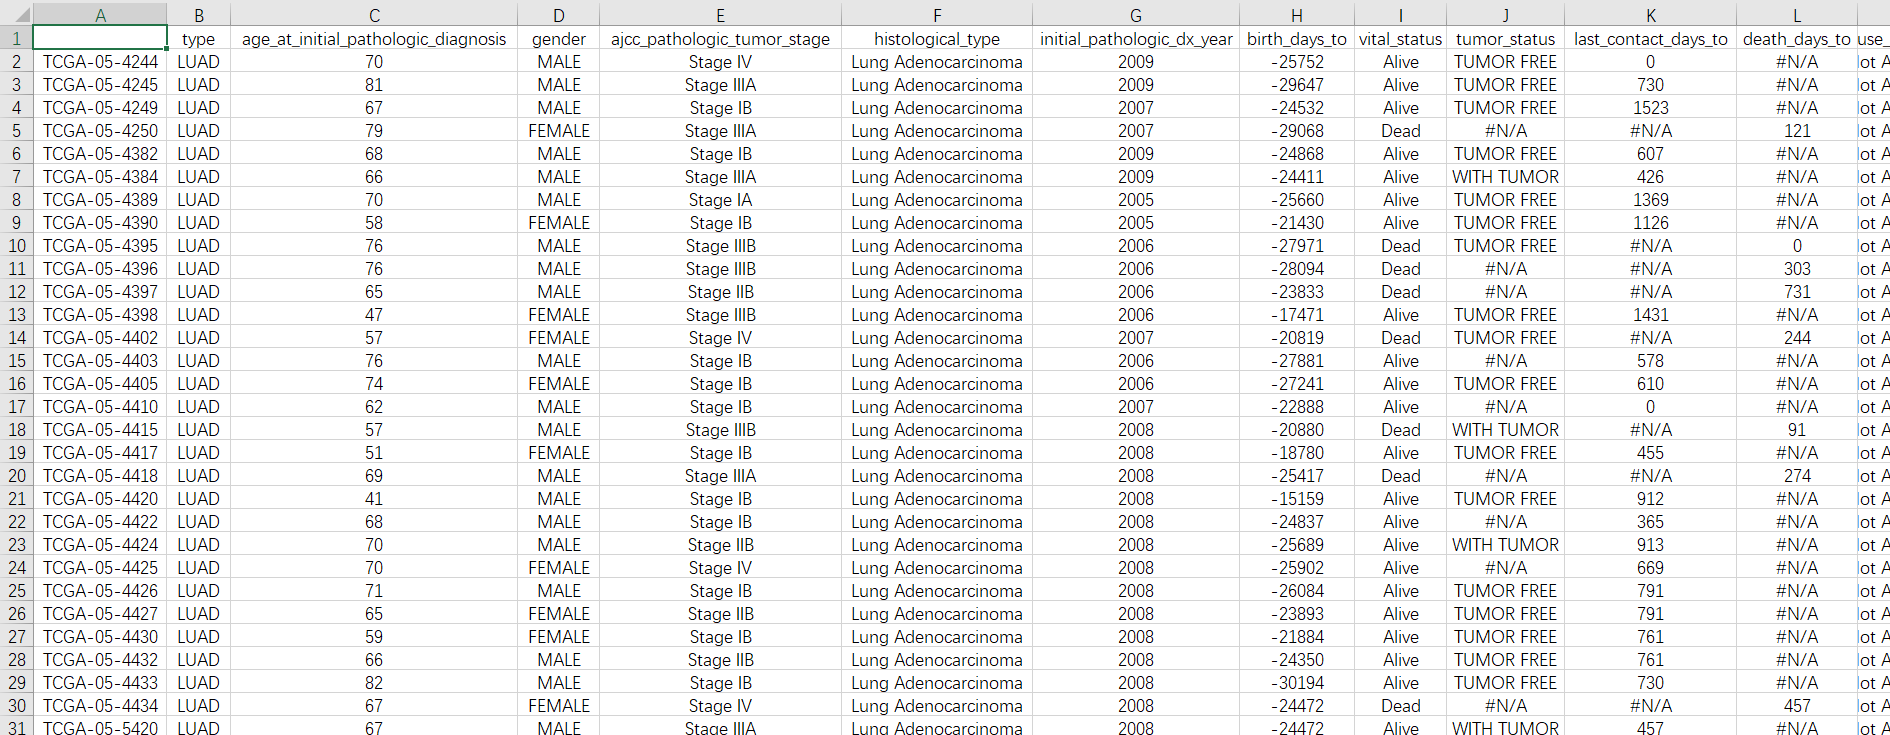 A B C D E F G H I J K L
1 type age_at_initial_pathologic_diagnosis gender ajcc_pathologic_tumor_stage histological_type initial_pathologic_dx_year birth_days_to vital_status tumor_status last_contact_days_to death_days_to use_
2 TCGA-05-4244 LUAD 70 MALE Stage IV Lung Adenocarcinoma 2009 -25752 Alive TUMOR FREE 0 #N/A lot A
3 TCGA-05-4245 LUAD 81 MALE Stage IIIA Lung Adenocarcinoma 2009 -29647 Alive TUMOR FREE 730 #N/A lot A
4 TCGA-05-4249 LUAD 67 MALE Stage IB Lung Adenocarcinoma 2007 -24532 Alive TUMOR FREE 1523 #N/A lot A
5 TCGA-05-4250 LUAD 79 FEMALE Stage IIIA Lung Adenocarcinoma 2007 -29068 Dead #N/A #N/A 121 lot A
6 TCGA-05-4382 LUAD 68 MALE Stage IB Lung Adenocarcinoma 2009 -24868 Alive TUMOR FREE 607 #N/A lot A
7 TCGA-05-4384 LUAD 66 MALE Stage IIIA Lung Adenocarcinoma 2009 -24411 Alive WITH TUMOR 426 #N/A lot A
8 TCGA-05-4389 LUAD 70 MALE Stage IA Lung Adenocarcinoma 2005 -25660 Alive TUMOR FREE 1369 #N/A lot A
9 TCGA-05-4390 LUAD 58 FEMALE Stage IB Lung Adenocarcinoma 2005 -21430 Alive TUMOR FREE 1126 #N/A lot A
10 TCGA-05-4395 LUAD 76 MALE Stage IIIB Lung Adenocarcinoma 2006 -27971 Dead TUMOR FREE #N/A 0 lot A
11 TCGA-05-4396 LUAD 76 MALE Stage IIIB Lung Adenocarcinoma 2006 -28094 Dead #N/A #N/A 303 lot A
12 TCGA-05-4397 LUAD 65 MALE Stage IIB Lung Adenocarcinoma 2006 -23833 Dead #N/A #N/A 731 lot A
13 TCGA-05-4398 LUAD 47 FEMALE Stage IIIB Lung Adenocarcinoma 2006 -17471 Alive TUMOR FREE 1431 #N/A lot A
14 TCGA-05-4402 LUAD 57 FEMALE Stage IV Lung Adenocarcinoma 2007 -20819 Dead TUMOR FREE #N/A 244 lot A
15 TCGA-05-4403 LUAD 76 MALE Stage IB Lung Adenocarcinoma 2006 -27881 Alive #N/A 578 #N/A lot A
16 TCGA-05-4405 LUAD 74 FEMALE Stage IB Lung Adenocarcinoma 2006 -27241 Alive TUMOR FREE 610 #N/A lot A
17 TCGA-05-4410 LUAD 62 MALE Stage IB Lung Adenocarcinoma 2007 -22888 Alive #N/A 0 #N/A lot A
18 TCGA-05-4415 LUAD 57 MALE Stage IIIB Lung Adenocarcinoma 2008 -20880 Dead WITH TUMOR #N/A 91 lot A
19 TCGA-05-4417 LUAD 51 FEMALE Stage IB Lung Adenocarcinoma 2008 -18780 Alive TUMOR FREE 455 #N/A lot A
20 TCGA-05-4418 LUAD 69 MALE Stage IIIA Lung Adenocarcinoma 2008 -25417 Dead #N/A #N/A 274 lot A
21 TCGA-05-4420 LUAD 41 MALE Stage IB Lung Adenocarcinoma 2008 -15159 Alive TUMOR FREE 912 #N/A lot A
22 TCGA-05-4422 LUAD 68 MALE Stage IB Lung Adenocarcinoma 2008 -24837 Alive #N/A 365 #N/A lot A
23 TCGA-05-4424 LUAD 70 MALE Stage IIB Lung Adenocarcinoma 2008 -25689 Alive WITH TUMOR 913 #N/A lot A
24 TCGA-05-4425 LUAD 70 FEMALE Stage IV Lung Adenocarcinoma 2008 -25902 Alive #N/A 669 #N/A lot A
25 TCGA-05-4426 LUAD 71 MALE Stage IB Lung Adenocarcinoma 2008 -26084 Alive TUMOR FREE 791 #N/A lot A
26 TCGA-05-4427 LUAD 65 FEMALE Stage IIB Lung Adenocarcinoma 2008 -23893 Alive TUMOR FREE 791 #N/A lot A
27 TCGA-05-4430 LUAD 59 FEMALE Stage IB Lung Adenocarcinoma 2008 -21884 Alive TUMOR FREE 761 #N/A lot A
28 TCGA-05-4432 LUAD 66 MALE Stage IIB Lung Adenocarcinoma 2008 -24350 Alive TUMOR FREE 761 #N/A lot A
29 TCGA-05-4433 LUAD 82 MALE Stage IB Lung Adenocarcinoma 2008 -30194 Alive TUMOR FREE 730 #N/A lot A
30 TCGA-05-4434 LUAD 67 FEMALE Stage IV Lung Adenocarcinoma 2008 -24472 Dead #N/A #N/A 457 lot A
31 TCGA-05-5420 LUAD 67 MALE Stage IIIA Lung Adenocarcinoma 2008 -24472 Alive WITH TUMOR 457 #N/A lot A